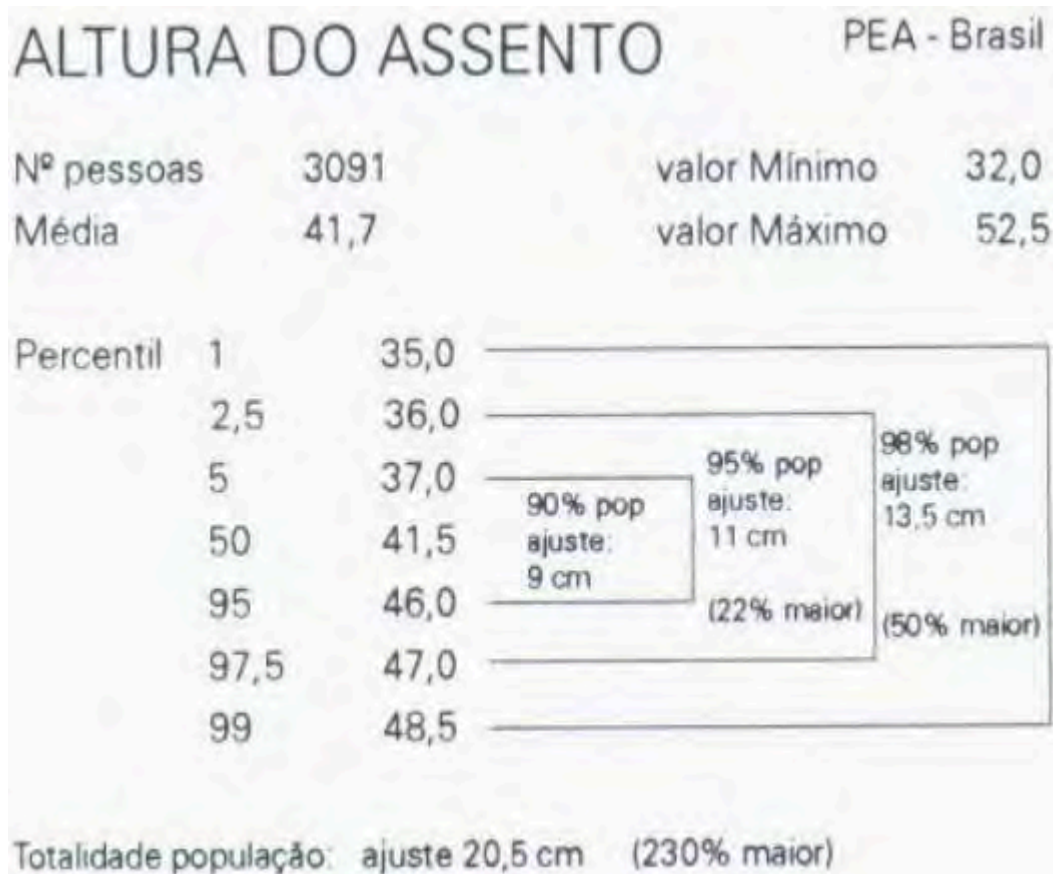 ALTURA DO ASSENTO PEA - Brasil
Nº pessoas 3091 valor Mínimo 32,0
Média 41,7 valor Máximo 52,5
Percentil 1 35,0
2,5 36,0
5 37,0
50 41,5
95 46,0
97,5 47,0
99 48,5
90% pop
ajuste:
9 cm
95% pop
ajuste:
11 cm
(22% maior)
98% pop
ajuste:
13,5 cm
(50% maior)
Totalidade população: ajuste 20,5 cm (230% maior)